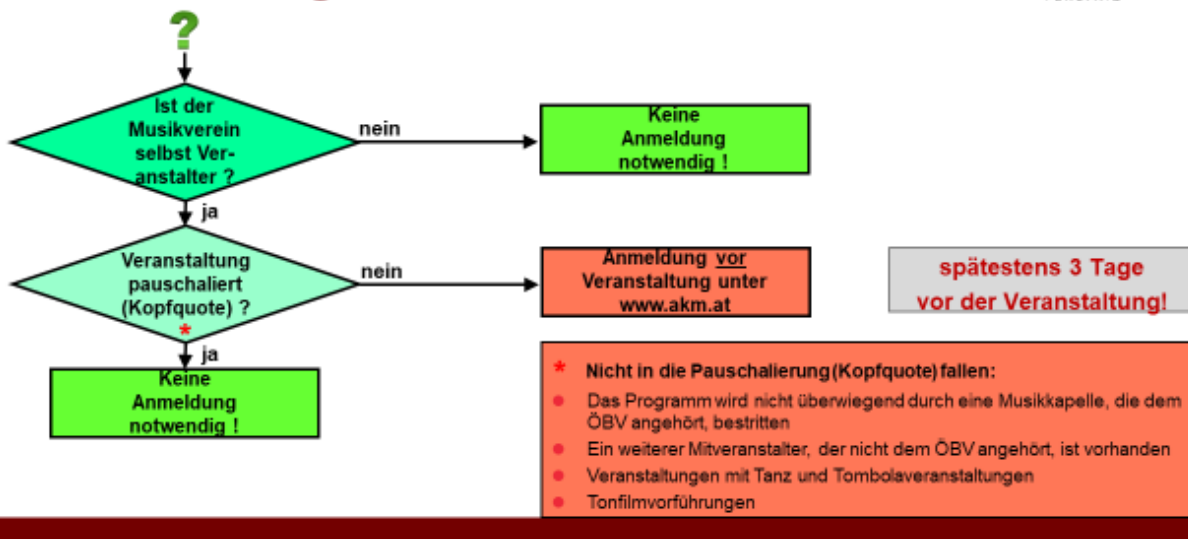 ?
Ist der
Musikverein
selbst Ver-
anstalter ?
nein
Keine
Anmeldung
notwendig !
ja
Veranstaltung
pauschaliert
(Kopfquote) ?
*
nein
Anmeldung vor
Veranstaltung unter
www.akm.at
spätestens 3 Tage
vor der Veranstaltung!
ja
Keine
Anmeldung
notwendig !
* Nicht in die Pauschalierung (Kopfquote) fallen:
● Das Programm wird nicht überwiegend durch eine Musikkapelle, die dem
ÖBV angehört, bestritten
● Ein weiterer Mitveranstalter, der nicht dem ÖBV angehört, ist vorhanden
● Veranstaltungen mit Tanz und Tombolaveranstaltungen
● Tonfilmvorführungen